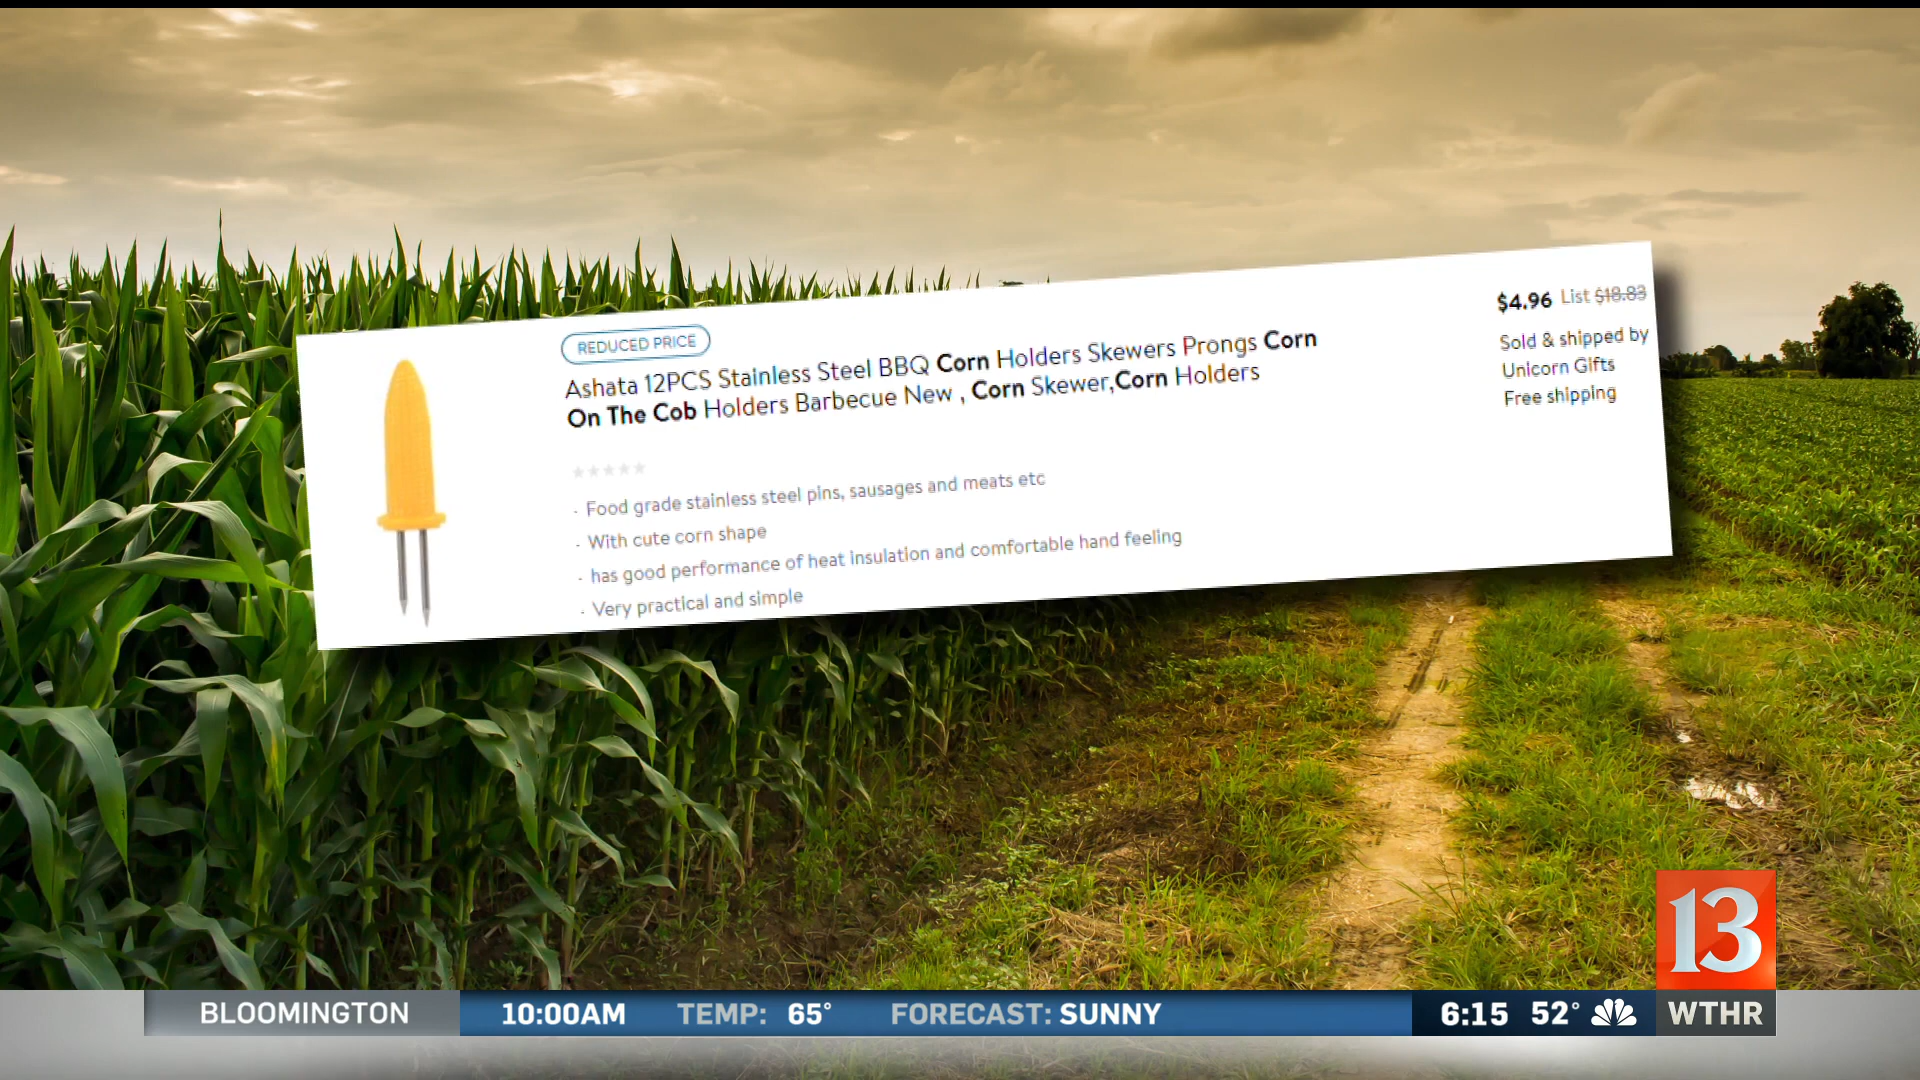 REDUCED PRICE
Ashata 12PCS Stainless Steel BBQ Corn Holders Skewers Prongs Corn
On The Cob Holders Barbecue New , Corn Skewer,Corn Holders
$4.96 List $18.83
Sold & shipped by
Unicorn Gifts
Free shipping
· Food grade stainless steel pins, sausages and meats etc
· With cute corn shape
· has good performance of heat insulation and comfortable hand feeling
· Very practical and simple
13
WTHR
BLOOMINGTON 10:00AM TEMP: 65° FORECAST: SUNNY 6:15 52°